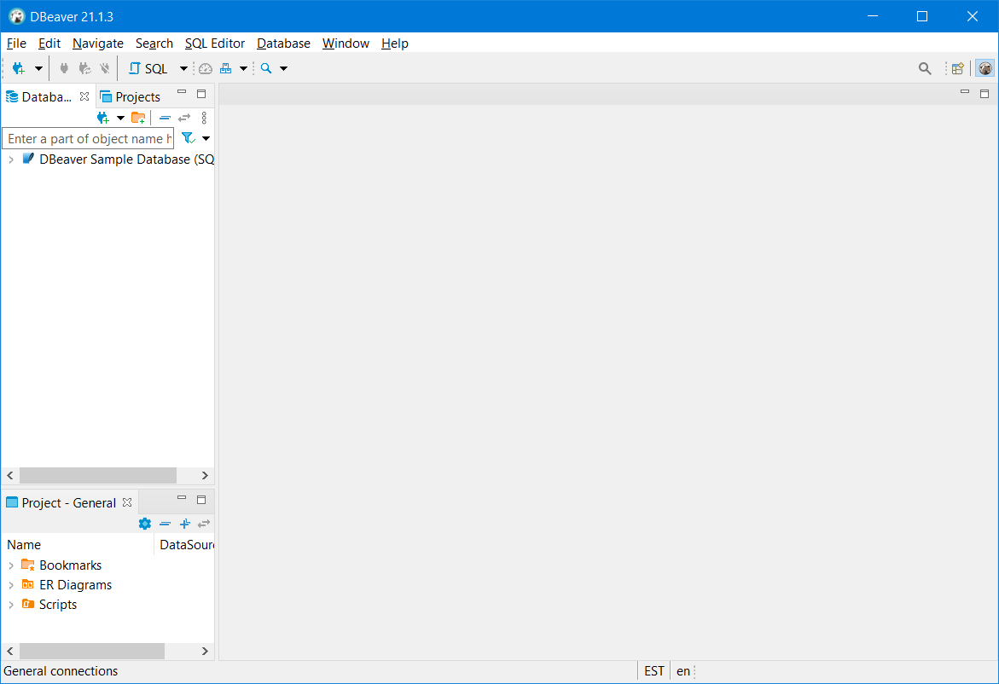 DBeaver 21.1.3
File Edit Navigate Search SQL Editor Database Window Help
SQL
Databa... Projects
Enter a part of object name h
DBeaver Sample Database (SQ
Project - General
Name DataSour
Bookmarks
ER Diagrams
Scripts
General connections EST en